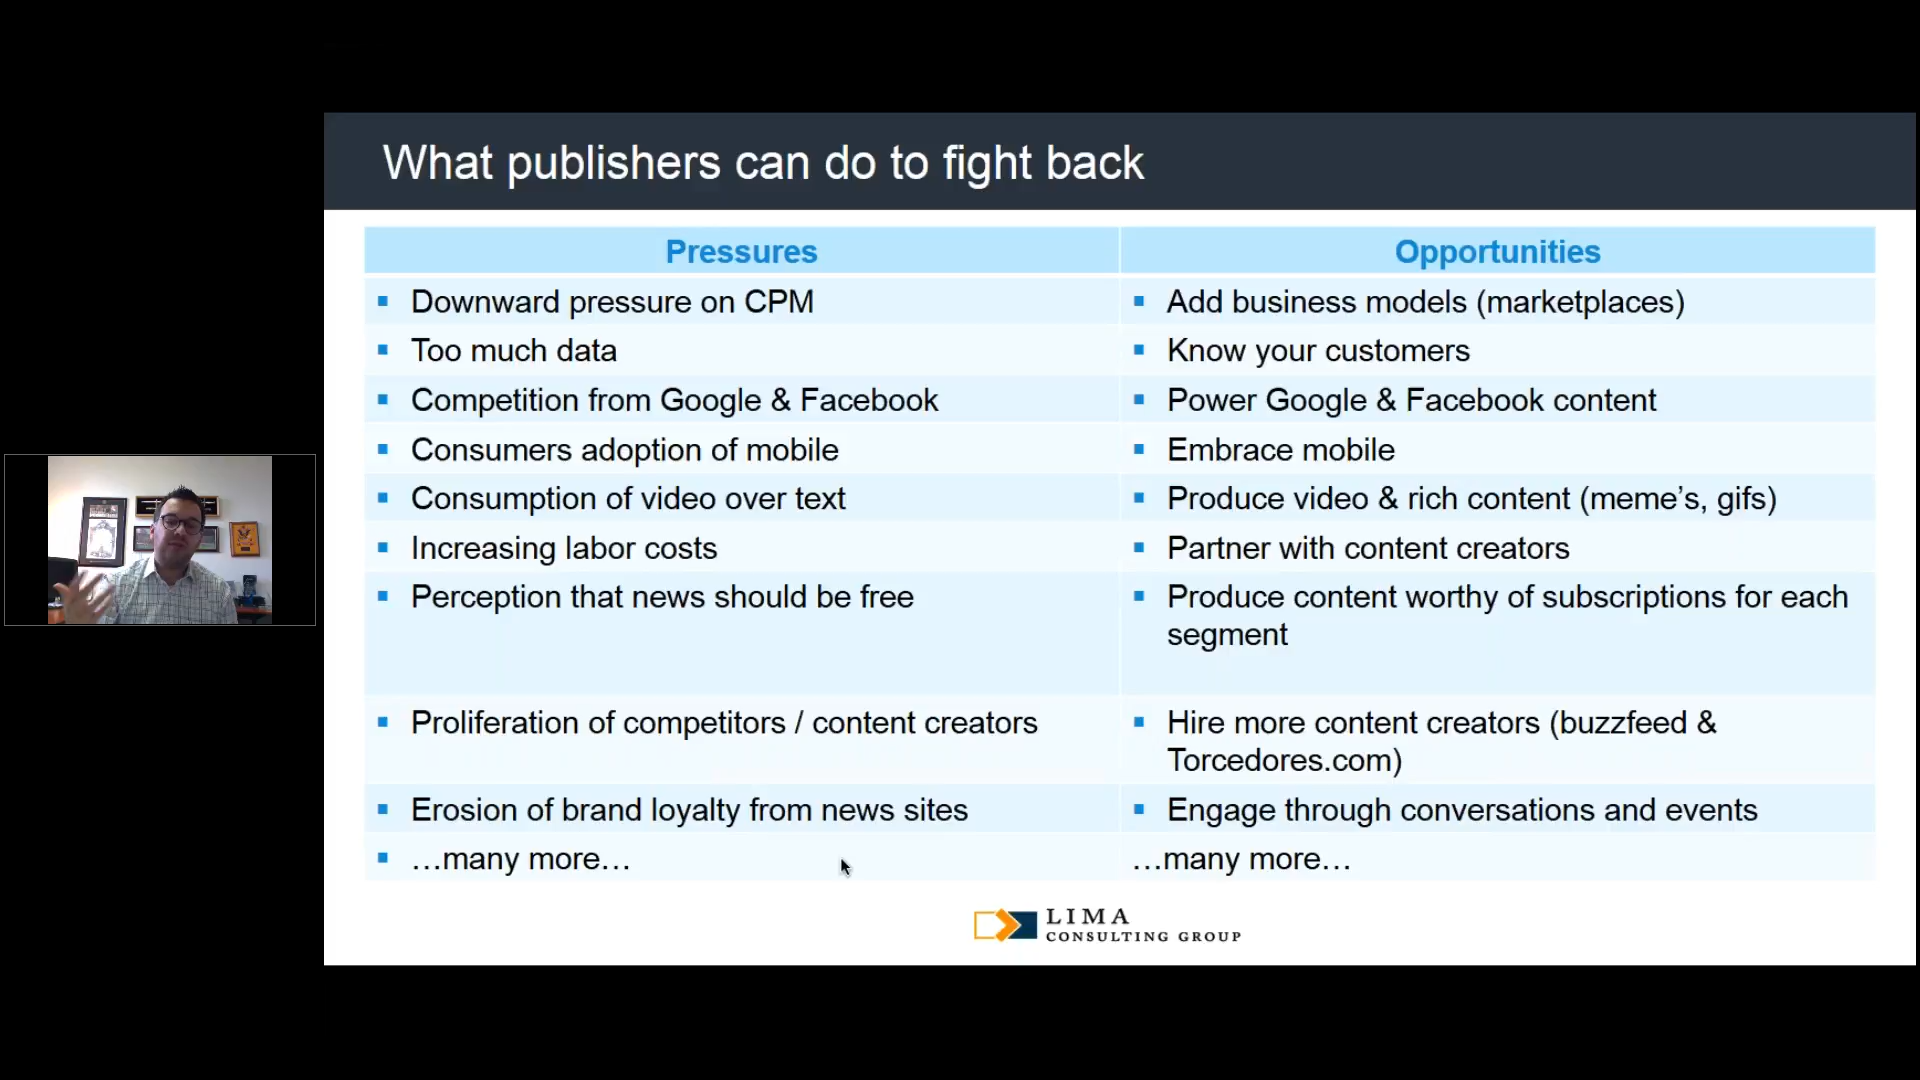 What publishers can do to fight back
Pressures
Opportunities
Downward pressure on CPM
Add business models (marketplaces)
Too much data
Know your customers
Competition from Google & Facebook
Power Google & Facebook content
Consumers adoption of mobile
Embrace mobile
Consumption of video over text
Produce video & rich content (meme’s, gifs)
Increasing labor costs
Partner with content creators
Perception that news should be free
Produce content worthy of subscriptions for each
segment
Proliferation of competitors / content creators
Hire more content creators (buzzfeed &
Torcedores.com)
Erosion of brand loyalty from news sites
Engage through conversations and events
…many more…
…many more…
LIMA
CONSULTING GROUP